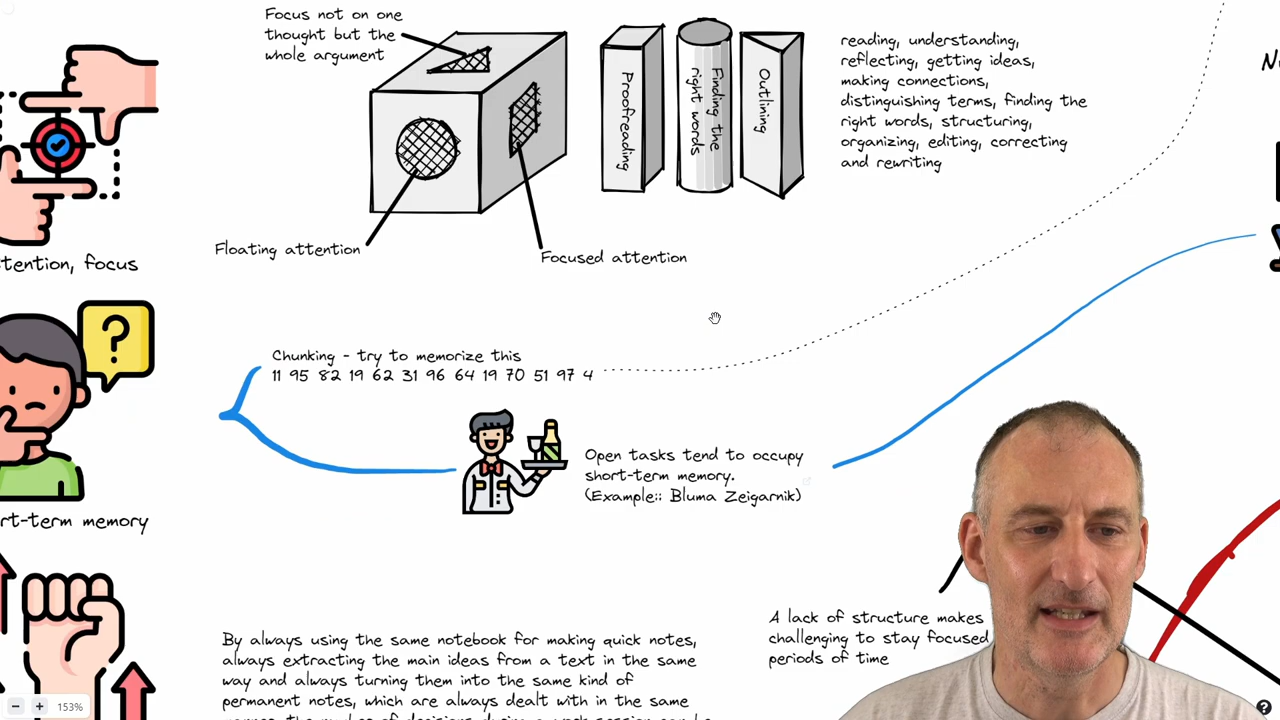 Focus not on one
thought but the
whole argument
Proofreading
Finding the
right words
Outlining
reading, understanding,
reflecting, getting ideas,
making connections,
distinguishing terms, finding the
right words, structuring,
organizing, editing, correcting
and rewriting
Floating attention
Focused attention
tention, focus
?
Chunking - try to memorize this
11 95 82 19 62 31 96 64 19 70 51 97 4
Open tasks tend to occupy
short-term memory.
(Example:: Bluma Zeigarnik)
rt-term memory
A lack of structure makes
challenging to stay focused
periods of time
By always using the same notebook for making quick notes,
always extracting the main ideas from a text in the same
way and always turning them into the same kind of
permanent notes, which are always dealt with in the same
153%